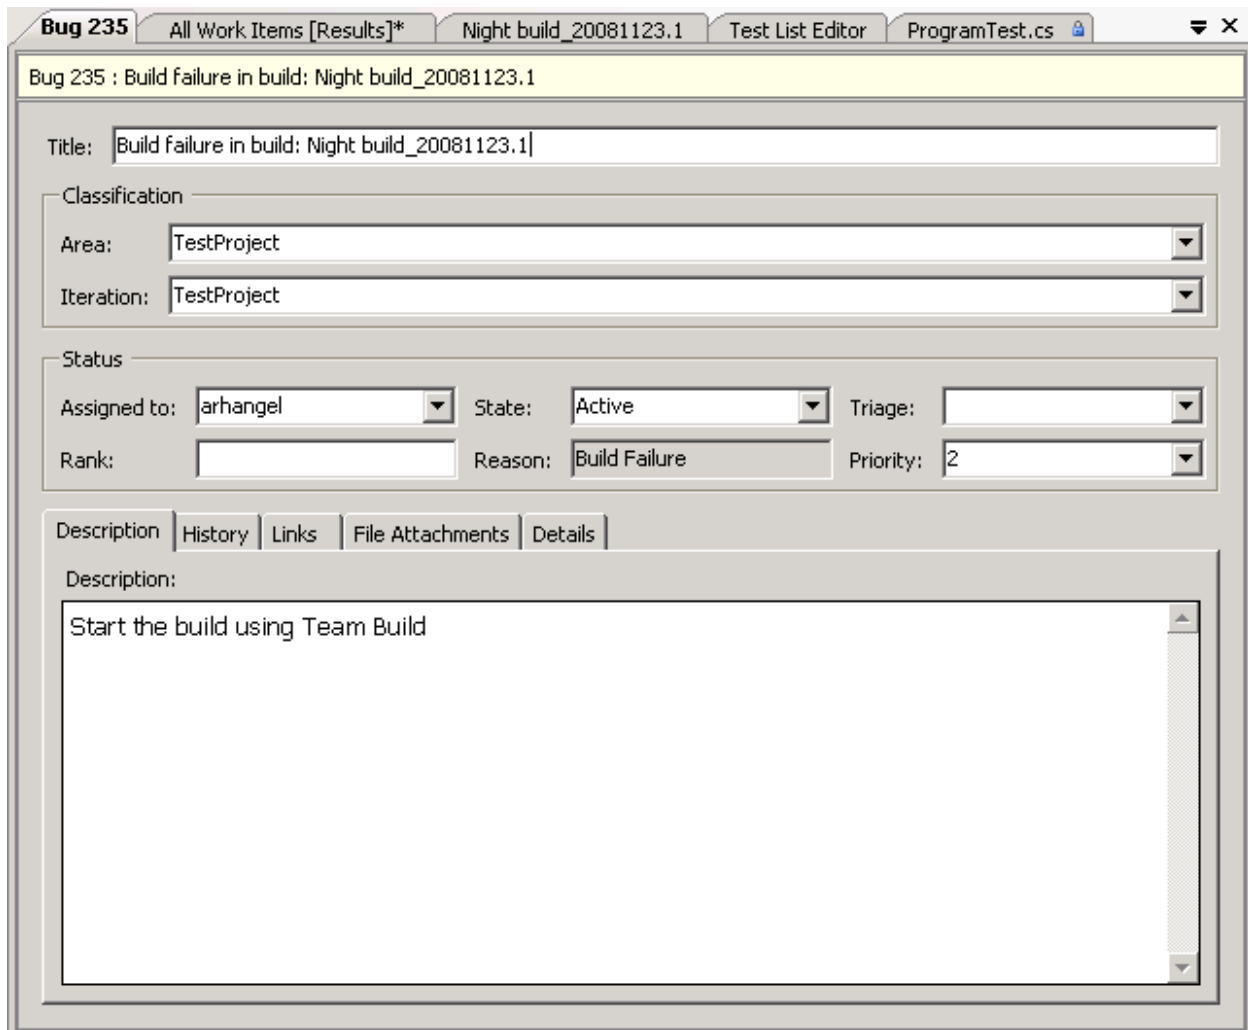 Bug 235 All Work Items [Results]* Night build_20081123.1 Test List Editor ProgramTest.cs
Bug 235 : Build failure in build: Night build_20081123.1
Title: Build failure in build: Night build_20081123.1
Classification
Area: TestProject
Iteration: TestProject
Status
Assigned to: arhangel State: Active Triage:
Rank: Reason: Build Failure Priority: 2
Description History Links File Attachments Details
Description:
Start the build using Team Build